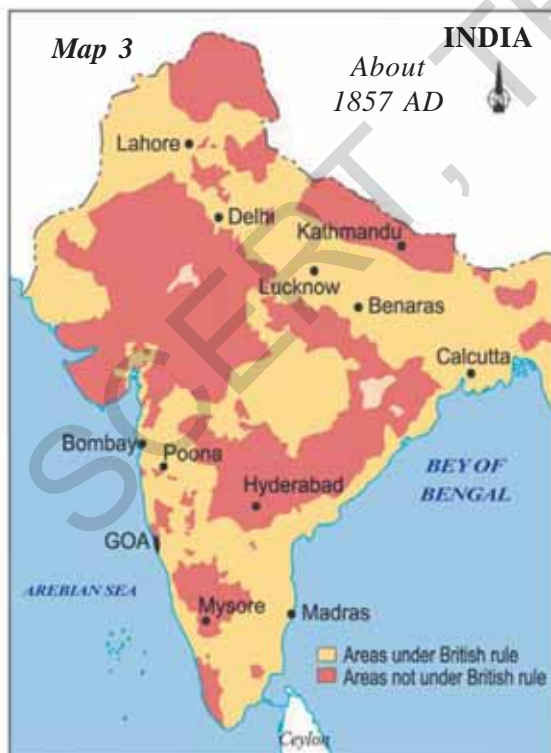 Map 3
INDIA
About
1857 AD
N
Lahore
Delhi
Kathmandu
Lucknow
Benaras
Calcutta
Bombay
Poona
BEY OF
BENGAL
Hyderabad
GOA
AREBIAN SEA
Mysore
Madras
Areas under British rule
Areas not under British rule
Ceylon
SCERT, TE